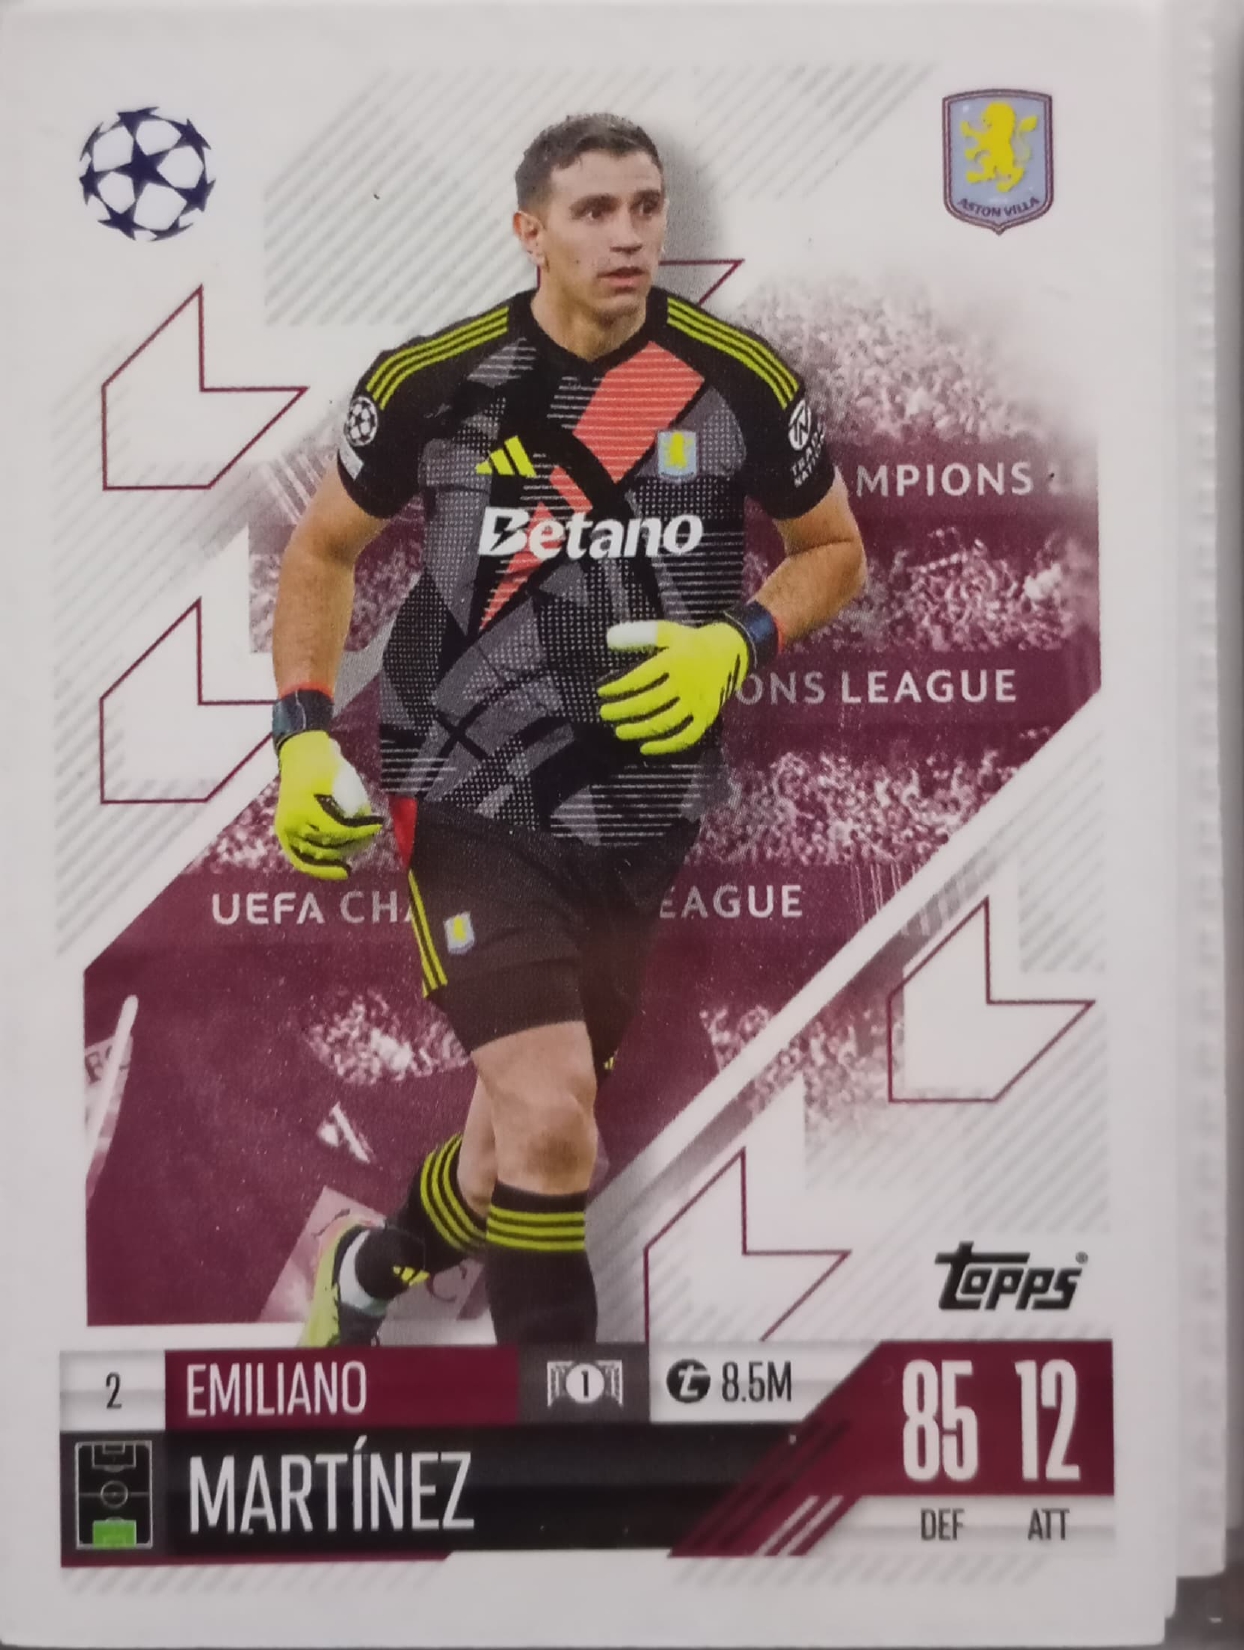 ASTON VILLA
MPIONS
Betano
ONS LEAGUE
UEFA CHA EAGUE
FC
Topps®
2 EMILIANO 1 t 8.5M
MARTÍNEZ
85 12
DEF ATT